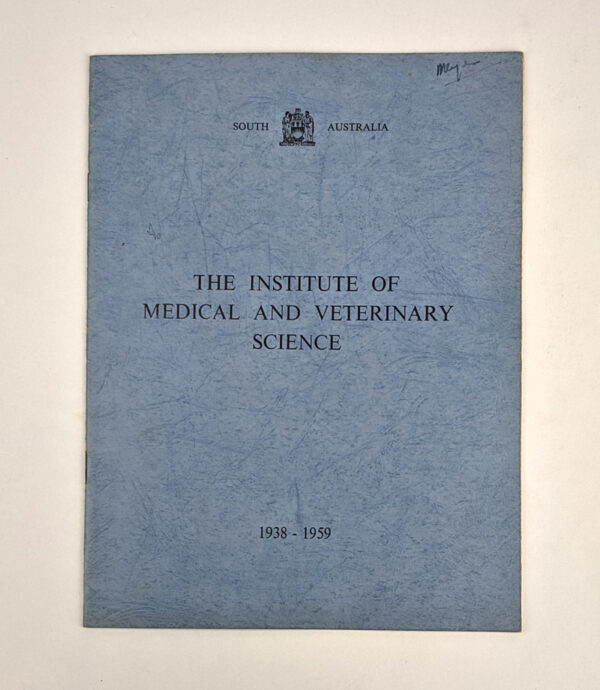 SOUTH AUSTRALIA
THE INSTITUTE OF
MEDICAL AND VETERINARY
SCIENCE
1938 - 1959